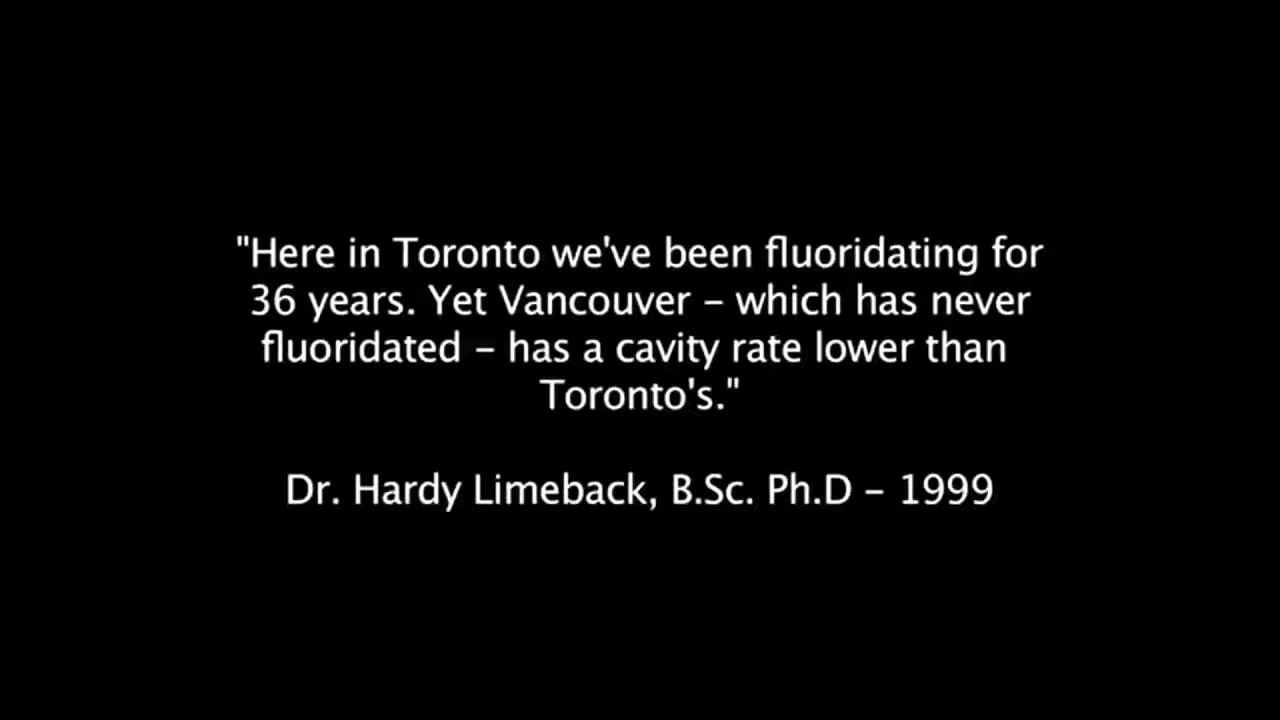 "Here in Toronto we've been fluoridating for
36 years. Yet Vancouver – which has never
fluoridated – has a cavity rate lower than
Toronto's."
Dr. Hardy Limeback, B.Sc. Ph.D – 1999